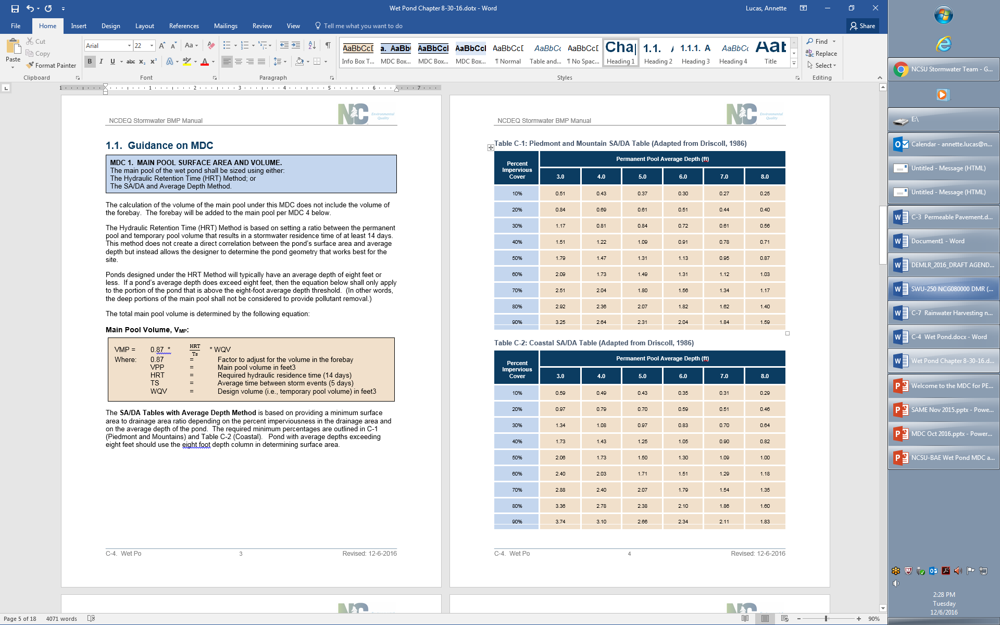 Wet Pond Chapter 8-30-16.dotx - Word
Lucas, Annette
File Home Insert Design Layout References Mailings Review View Tell me what you want to do
Share
Paste
Cut
Copy
Format Painter
Clipboard
Arial 22
Font
Paragraph
AaBbCcD a. AaBb AaBbCcI AaBbCcI AaBbCcD AaBbCc AaBbCcD Cha 1.1. A 1.1.1. A AaBbCc Aat
Info Box T... MDC Box... MDC Box... MDC Box... ¶ Normal Table and... ¶ No Spac... Heading 1 Heading 2 Heading 3 Heading 4 Title
Styles
Find
Replace
Select
Editing
1 1 2 3 4 5 6 7
NC Environmental Quality
NCDEQ Stormwater BMP Manual
1.1. Guidance on MDC
MDC 1. MAIN POOL SURFACE AREA AND VOLUME.
The main pool of the wet pond shall be sized using either:
The Hydraulic Retention Time (HRT) Method; or
The SA/DA and Average Depth Method.
The calculation of the volume of the main pool under this MDC does not include the volume of
the forebay. The forebay will be added to the main pool per MDC 4 below.
The Hydraulic Retention Time (HRT) Method is based on setting a ratio between the permanent
pool and temporary pool volume that results in a stormwater residence time of at least 14 days.
This method does not create a direct correlation between the pond's surface area and average
depth but instead allows the designer to determine the pond geometry that works best for the
site.
Ponds designed under the HRT Method will typically have an average depth of eight feet or
less. If a pond's average depth does exceed eight feet, then the equation below shall only apply
to the portion of the pond that is above the eight-foot average depth threshold. (In other words,
the deep portions of the main pool shall not be considered to provide pollutant removal.)
The total main pool volume is determined by the following equation:
Main Pool Volume, VMP:
VMP = 0.87 * HRT/Ts * WQV
Where: 0.87 = Factor to adjust for the volume in the forebay
VPP = Main pool volume in feet3
HRT = Required hydraulic residence time (14 days)
TS = Average time between storm events (5 days)
WQV = Design volume (i.e., temporary pool volume) in feet3
The SA/DA Tables with Average Depth Method is based on providing a minimum surface
area to drainage area ratio depending on the percent imperviousness in the drainage area and
on the average depth of the pond. The required minimum percentages are outlined in C-1
(Piedmont and Mountains) and Table C-2 (Coastal). Pond with average depths exceeding
eight feet should use the eight foot depth column in determining surface area.
C-4. Wet Po 3 Revised: 12-6-2016
NC Environmental Quality
NCDEQ Stormwater BMP Manual
Table C-1: Piedmont and Mountain SA/DA Table (Adapted from Driscoll, 1986)
Percent Impervious Cover
Permanent Pool Average Depth (ft)
3.0 4.0 5.0 6.0 7.0 8.0
10% 0.51 0.43 0.37 0.30 0.27 0.25
20% 0.84 0.69 0.61 0.51 0.44 0.40
30% 1.17 0.81 0.84 0.72 0.61 0.56
40% 1.51 1.22 1.09 0.91 0.78 0.71
50% 1.79 1.47 1.31 1.13 0.95 0.87
60% 2.09 1.73 1.49 1.31 1.12 1.03
70% 2.51 2.04 1.80 1.56 1.34 1.17
80% 2.92 2.36 2.07 1.82 1.62 1.40
90% 3.25 2.64 2.31 2.04 1.84 1.59
Table C-2: Coastal SA/DA Table (Adapted from Driscoll, 1986)
Percent Impervious Cover
Permanent Pool Average Depth (ft)
3.0 4.0 5.0 6.0 7.0 8.0
10% 0.59 0.49 0.43 0.35 0.31 0.29
20% 0.97 0.79 0.70 0.59 0.51 0.46
30% 1.34 1.08 0.97 0.83 0.70 0.64
40% 1.73 1.43 1.25 1.05 0.90 0.82
50% 2.06 1.73 1.50 1.30 1.09 1.00
60% 2.40 2.03 1.71 1.51 1.29 1.18
70% 2.88 2.40 2.07 1.79 1.54 1.35
80% 3.36 2.78 2.38 2.10 1.86 1.60
90% 3.74 3.10 2.66 2.34 2.11 1.83
C-4. Wet Po 4 Revised: 12-6-2016
Page 5 of 18 4071 words
90%
NCSU Stormwater Team - G...
E:\
Calendar - annette.lucas@n...
Untitled - Message (HTML)
Untitled - Message (HTML)
C-3 Permeable Pavement.d...
Document1 - Word
DEMLR_2016_DRAFT AGEND...
SWU-250 NCG080000 DMR (...
C-7 Rainwater Harvesting n...
C-4 Wet Pond.docx - Word
Wet Pond Chapter 8-30-16.d...
Welcome to the MDC for PE...
SAME Nov 2015.pptx - Powe...
MDC Oct 2016.pptx - Power...
NCSU-BAE Wet Pond MDC a...
2:28 PM
Tuesday
12/6/2016